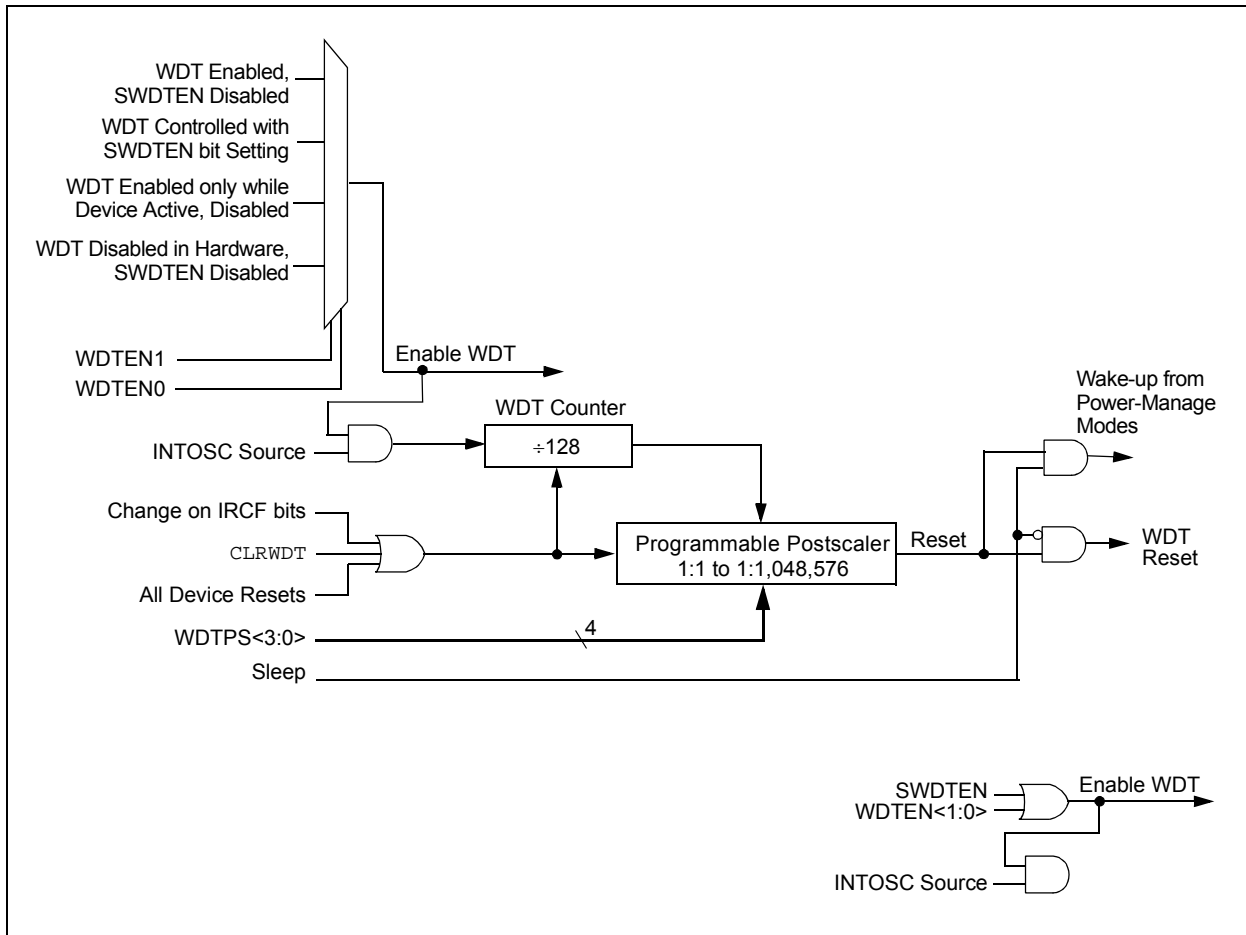 WDT Enabled,
SWDTEN Disabled
WDT Controlled with
SWDTEN bit Setting
WDT Enabled only while
Device Active, Disabled
WDT Disabled in Hardware,
SWDTEN Disabled
WDTEN1
WDTEN0
Enable WDT
WDT Counter
÷128
INTOSC Source
Wake-up from
Power-Manage
Modes
Change on IRCF bits
CLRWDT
All Device Resets
Programmable Postscaler
1:1 to 1:1,048,576
Reset
WDT
Reset
WDTPS<3:0>
4
Sleep
SWDTEN
WDTEN<1:0>
Enable WDT
INTOSC Source